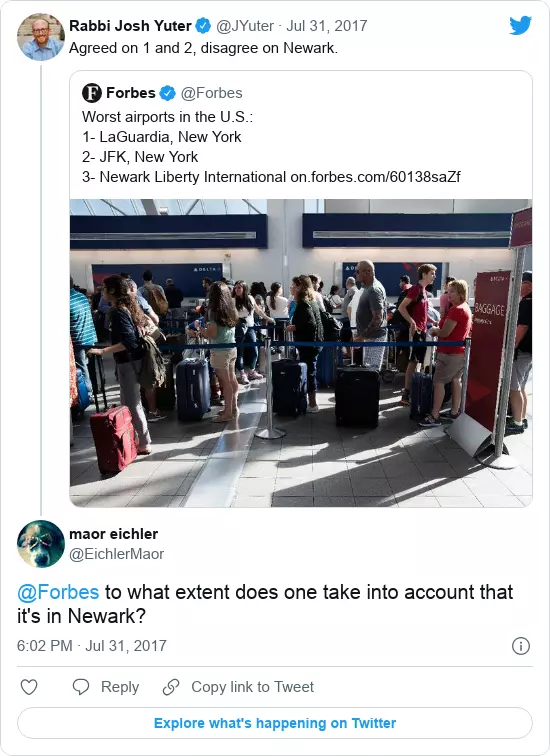 Rabbi Josh Yuter @JYuter · Jul 31, 2017
Agreed on 1 and 2, disagree on Newark.
Forbes @Forbes
Worst airports in the U.S.:
1- LaGuardia, New York
2- JFK, New York
3- Newark Liberty International on.forbes.com/60138saZf
DELTA
DELTA
BAGGAGE
maor eichler
@EichlerMaor
@Forbes to what extent does one take into account that
it's in Newark?
6:02 PM · Jul 31, 2017
Reply
Copy link to Tweet
Explore what's happening on Twitter